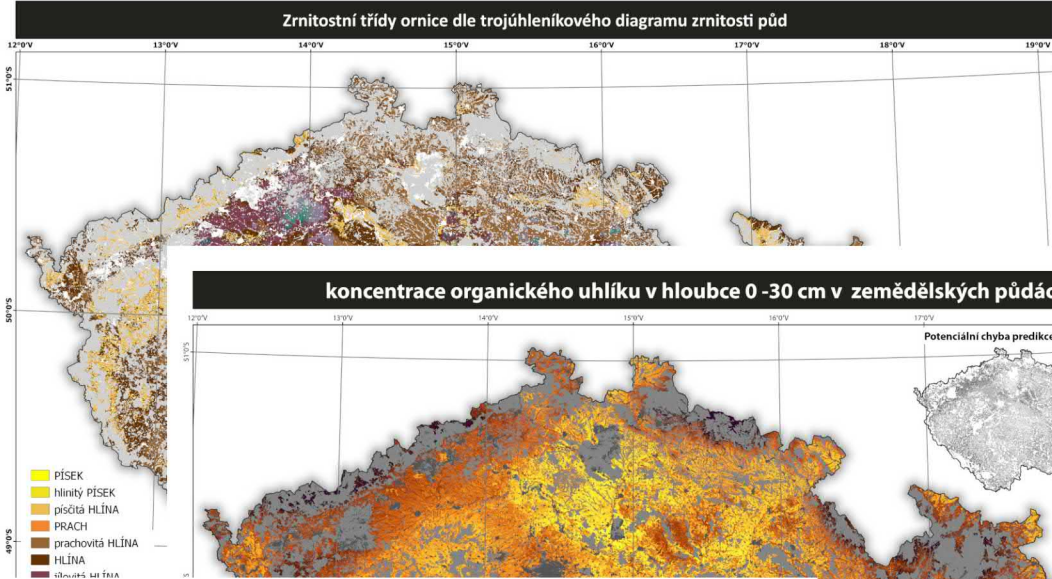 Zrnitostní třídy ornice dle trojúhleníkového diagramu zrnitosti půd
12°0'V 13°0'V 14°0'V 15°0'V 16°0'V 17°0'V 18°0'V 19°0'V
51°0'S
50°0'S
49°0'S
PÍSEK
hlinitý PÍSEK
písčitá HLÍNA
PRACH
prachovitá HLÍNA
HLÍNA
jílovitá HLÍNA
koncentrace organického uhlíku v hloubce 0 -30 cm v zemědělských půdác
12°0'V 13°0'V 14°0'V 15°0'V 16°0'V 17°0'V
Potenciální chyba predikce
51°0'S